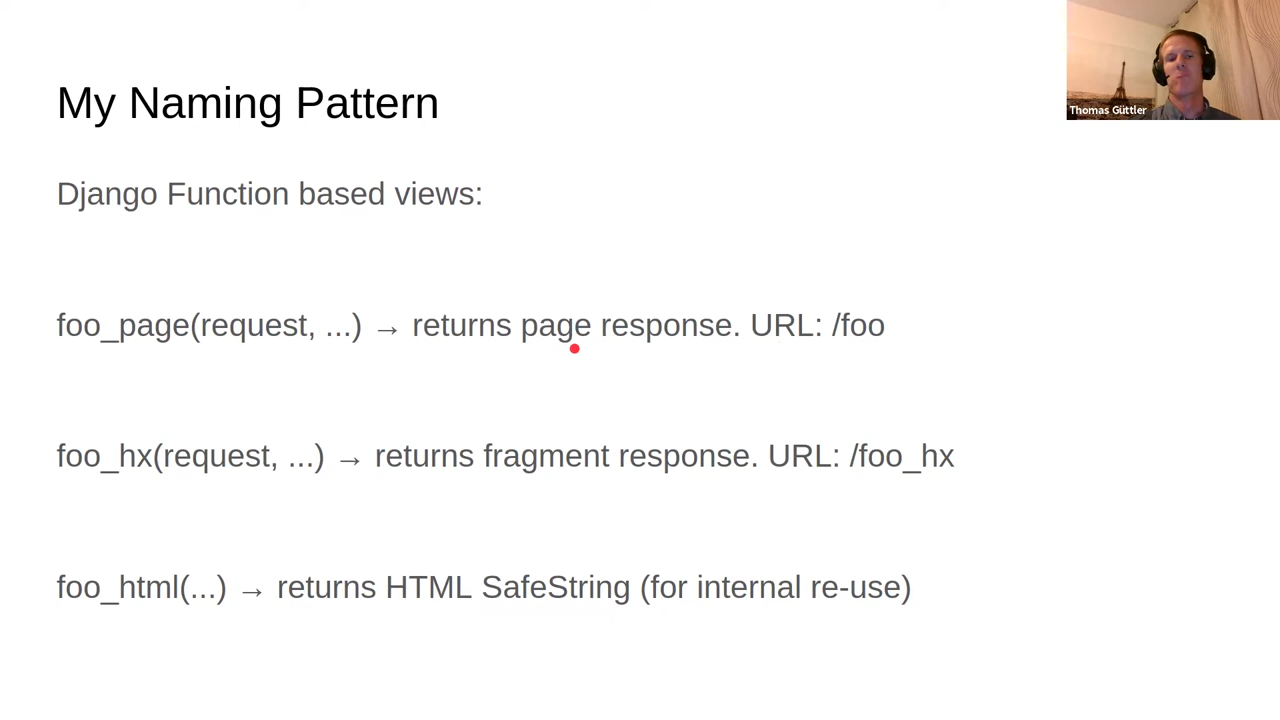 My Naming Pattern
Thomas Güttler
Django Function based views:
foo_page(request, ...) → returns page response. URL: /foo
foo_hx(request, ...) → returns fragment response. URL: /foo_hx
foo_html(...) → returns HTML SafeString (for internal re-use)